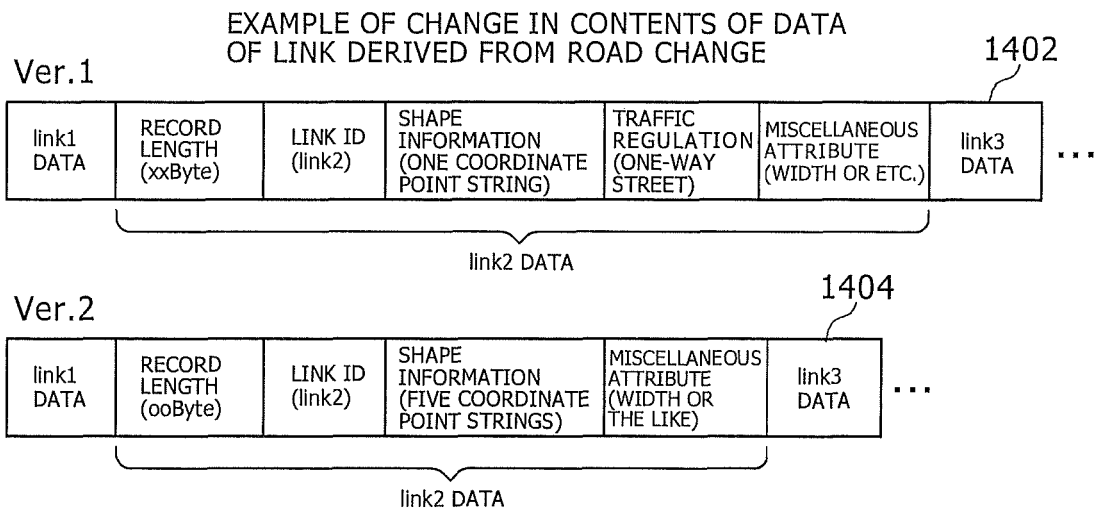 EXAMPLE OF CHANGE IN CONTENTS OF DATA
OF LINK DERIVED FROM ROAD CHANGE
Ver.1
1402
link1
DATA
RECORD
LENGTH
(xxByte)
LINK ID
(link2)
SHAPE
INFORMATION
(ONE COORDINATE
POINT STRING)
TRAFFIC
REGULATION
(ONE-WAY
STREET)
MISCELLANEOUS
ATTRIBUTE
(WIDTH OR ETC.)
link3
DATA
...
link2 DATA
Ver.2
1404
link1
DATA
RECORD
LENGTH
(ooByte)
LINK ID
(link2)
SHAPE
INFORMATION
(FIVE COORDINATE
POINT STRINGS)
MISCELLANEOUS
ATTRIBUTE
(WIDTH OR
THE LIKE)
link3
DATA
...
link2 DATA